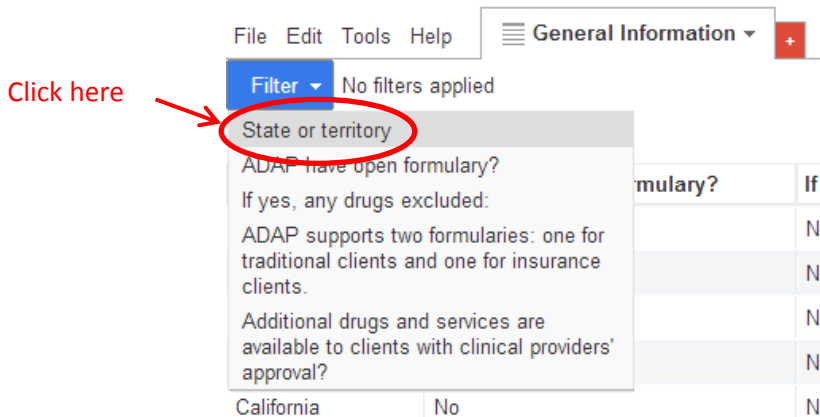 File Edit Tools Help General Information +
Click here
Filter No filters applied
State or territory
ADAP have open formulary?
If yes, any drugs excluded:
mulary? If
ADAP supports two formularies: one for
traditional clients and one for insurance
clients.
N
N
Additional drugs and services are
available to clients with clinical providers'
approval?
N
N
California No N